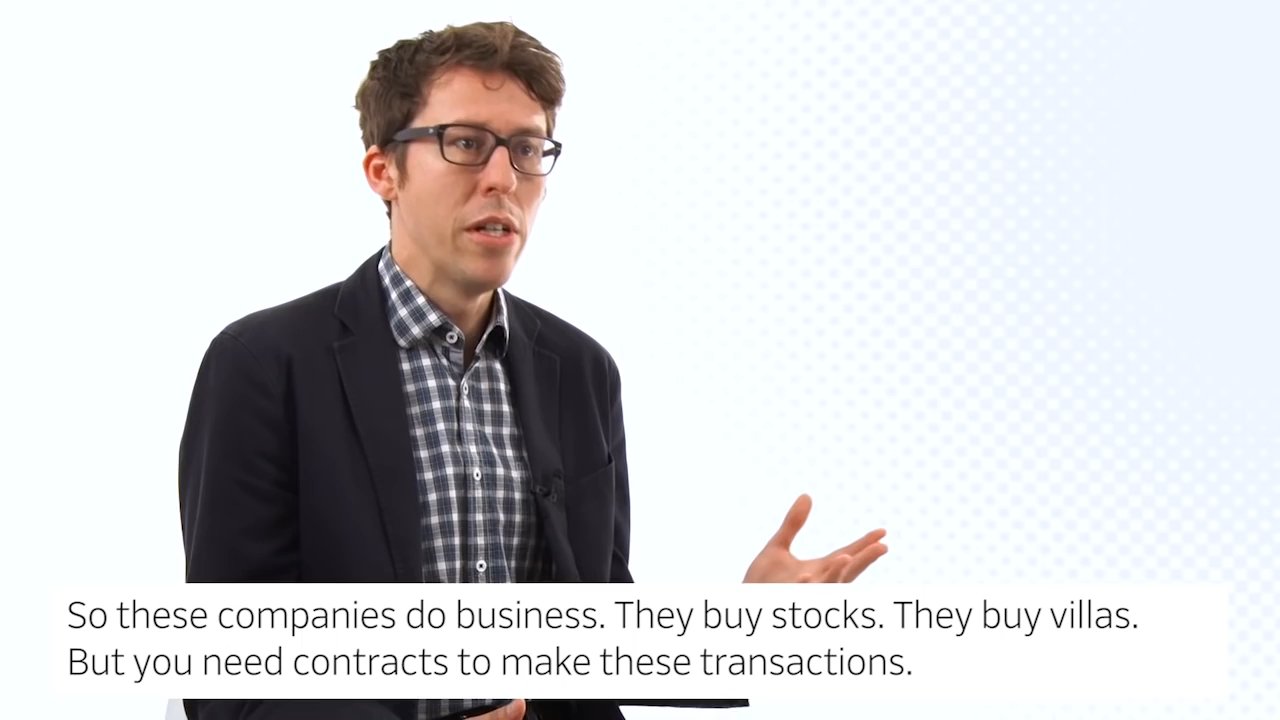 So these companies do business. They buy stocks. They buy villas.
But you need contracts to make these transactions.